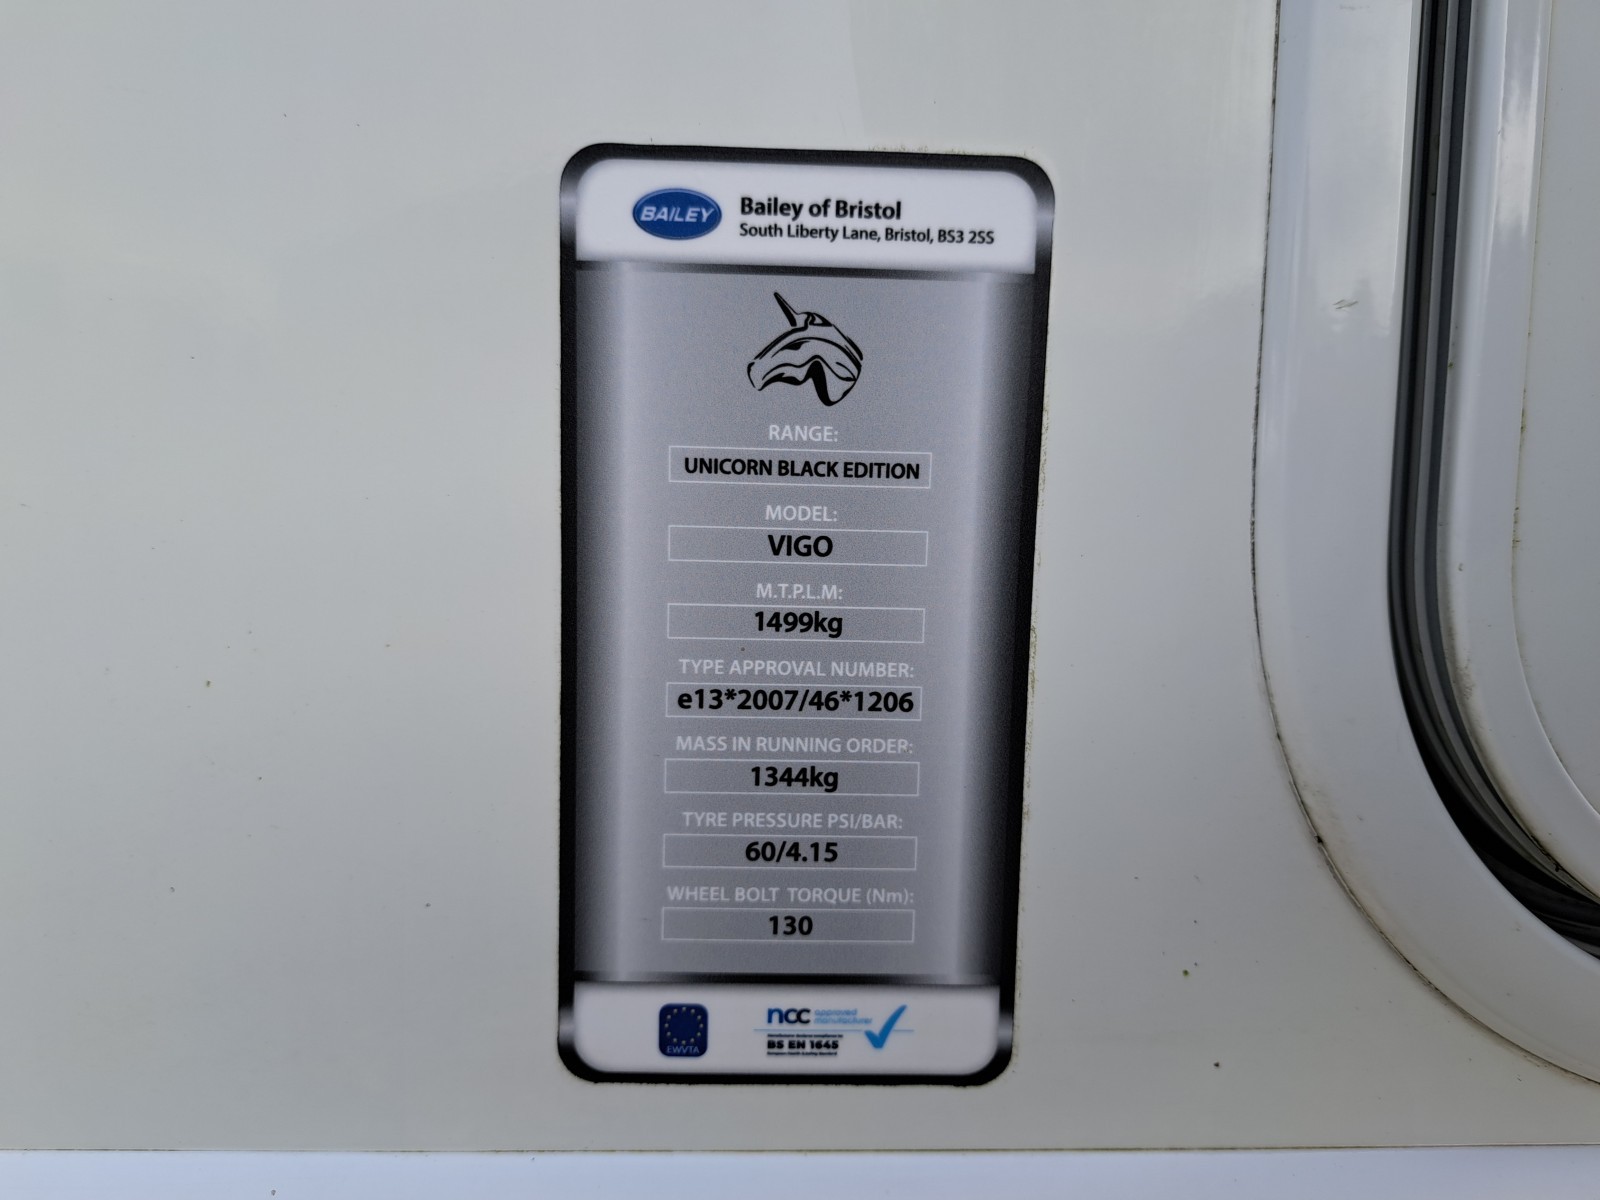 BAILEY
Bailey of Bristol
South Liberty Lane, Bristol, BS3 2SS
RANGE:
UNICORN BLACK EDITION
MODEL:
VIGO
M.T.P.L.M:
1499kg
TYPE APPROVAL NUMBER:
e13*2007/46*1206
MASS IN RUNNING ORDER:
1344kg
TYRE PRESSURE PSI/BAR:
60/4.15
WHEEL BOLT TORQUE (Nm):
130
EWVTA
ncc approved
manufacturer
BS EN 1645